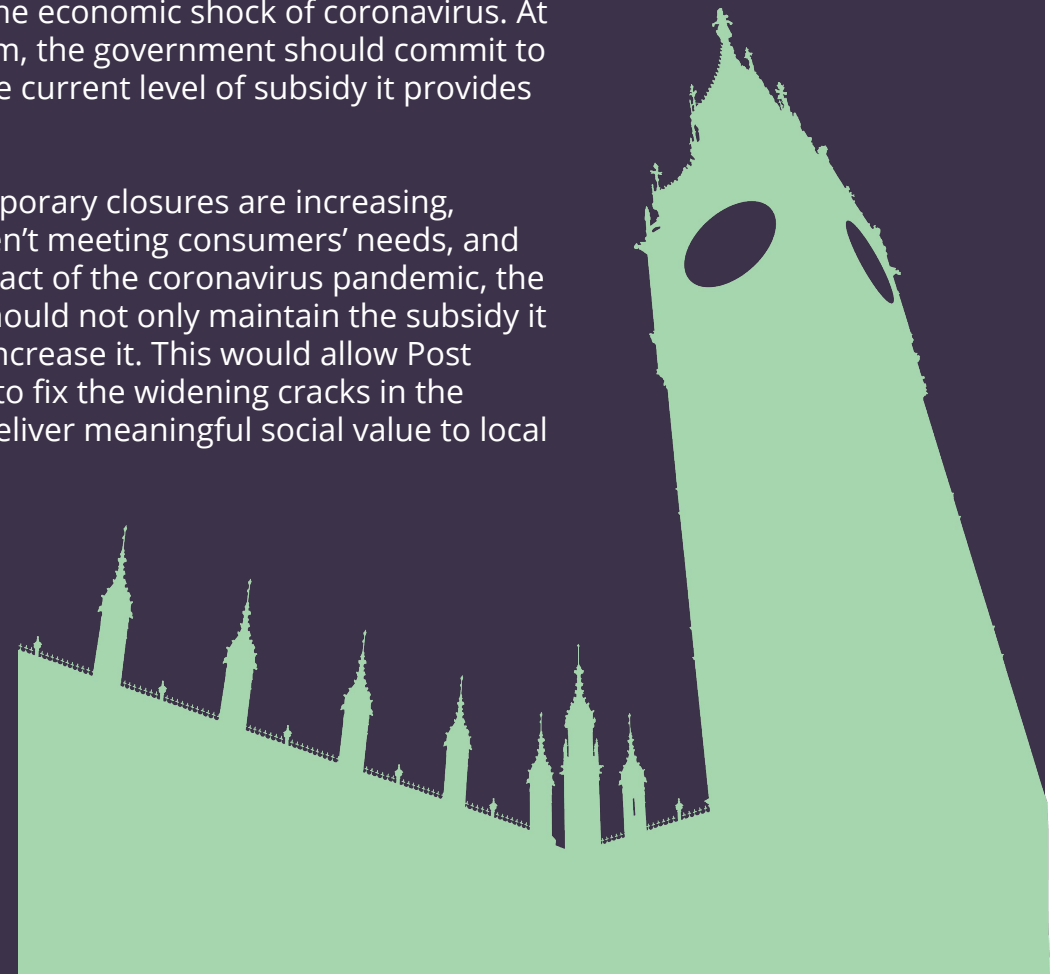 he economic shock of coronavirus. At
m, the government should commit to
e current level of subsidy it provides
porary closures are increasing,
n't meeting consumers' needs, and
act of the coronavirus pandemic, the
ould not only maintain the subsidy it
ncrease it. This would allow Post
to fix the widening cracks in the
eliver meaningful social value to local